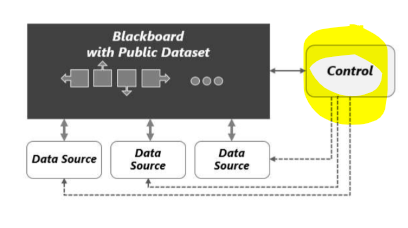 Blackboard
with Public Dataset
Control
Data Source
Data
Source
Data
Source